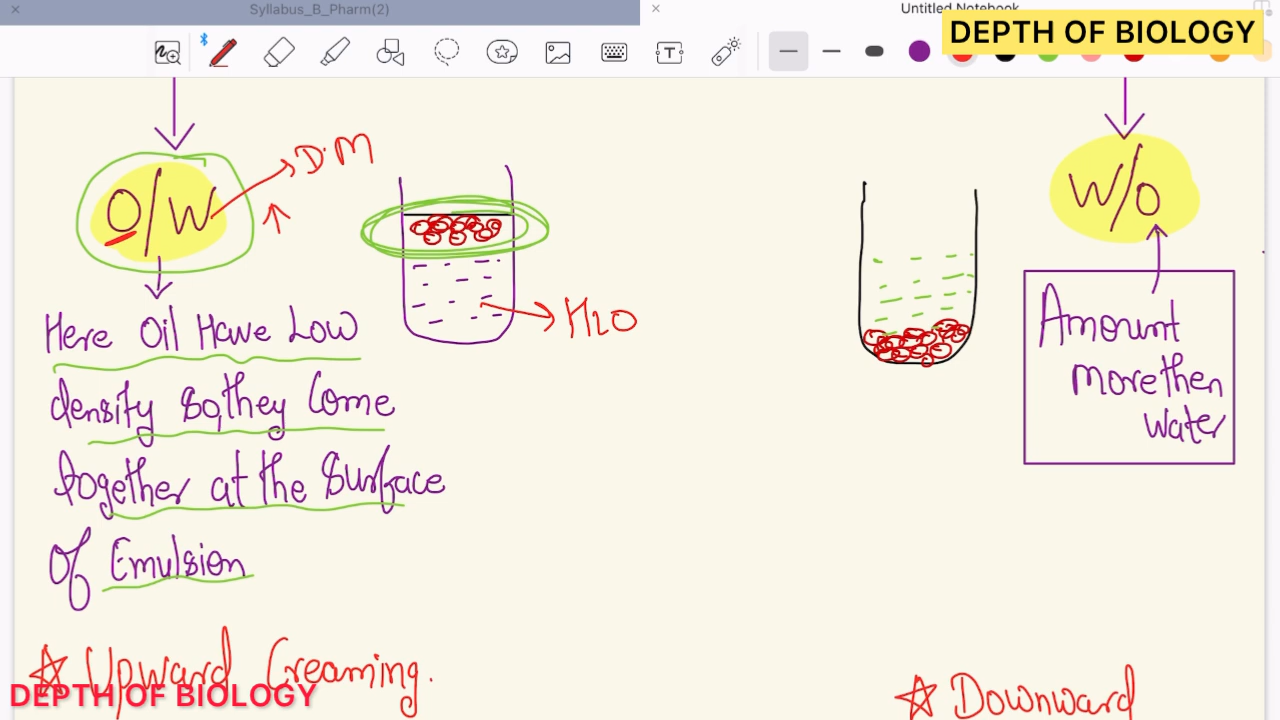 Syllabus_B_Pharm(2)
Untitled Notebook
DEPTH OF BIOLOGY
T
O/W
D.M
H2O
Here Oil Have Low
density so,they Come
together at the Surface
Of Emulsion
☆ Upward Creaming.
W/O
Amount
more then
water
☆ Downward
DEPTH OF BIOLOGY